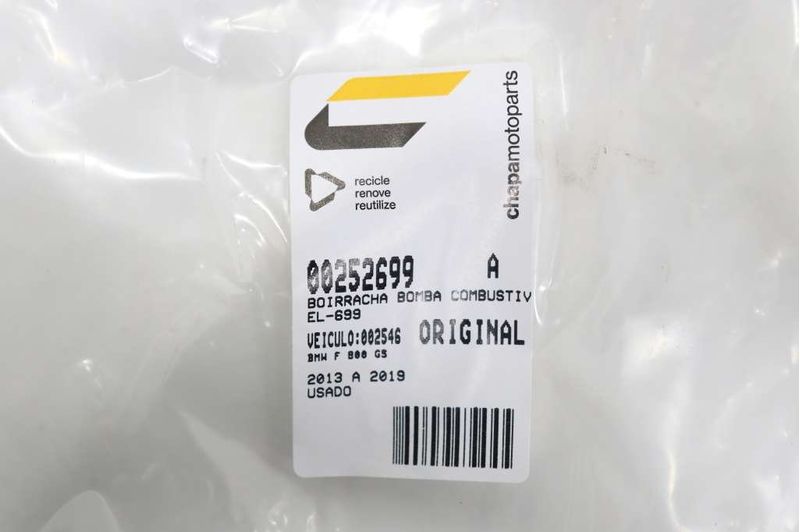 chapamotoparts
recicle
renove
reutilize
00252699 A
BOIRRACHA BOMBA COMBUSTIV
EL-699
VEICULO:002546 ORIGINAL
BMW F 800 GS
2013 A 2019
USADO